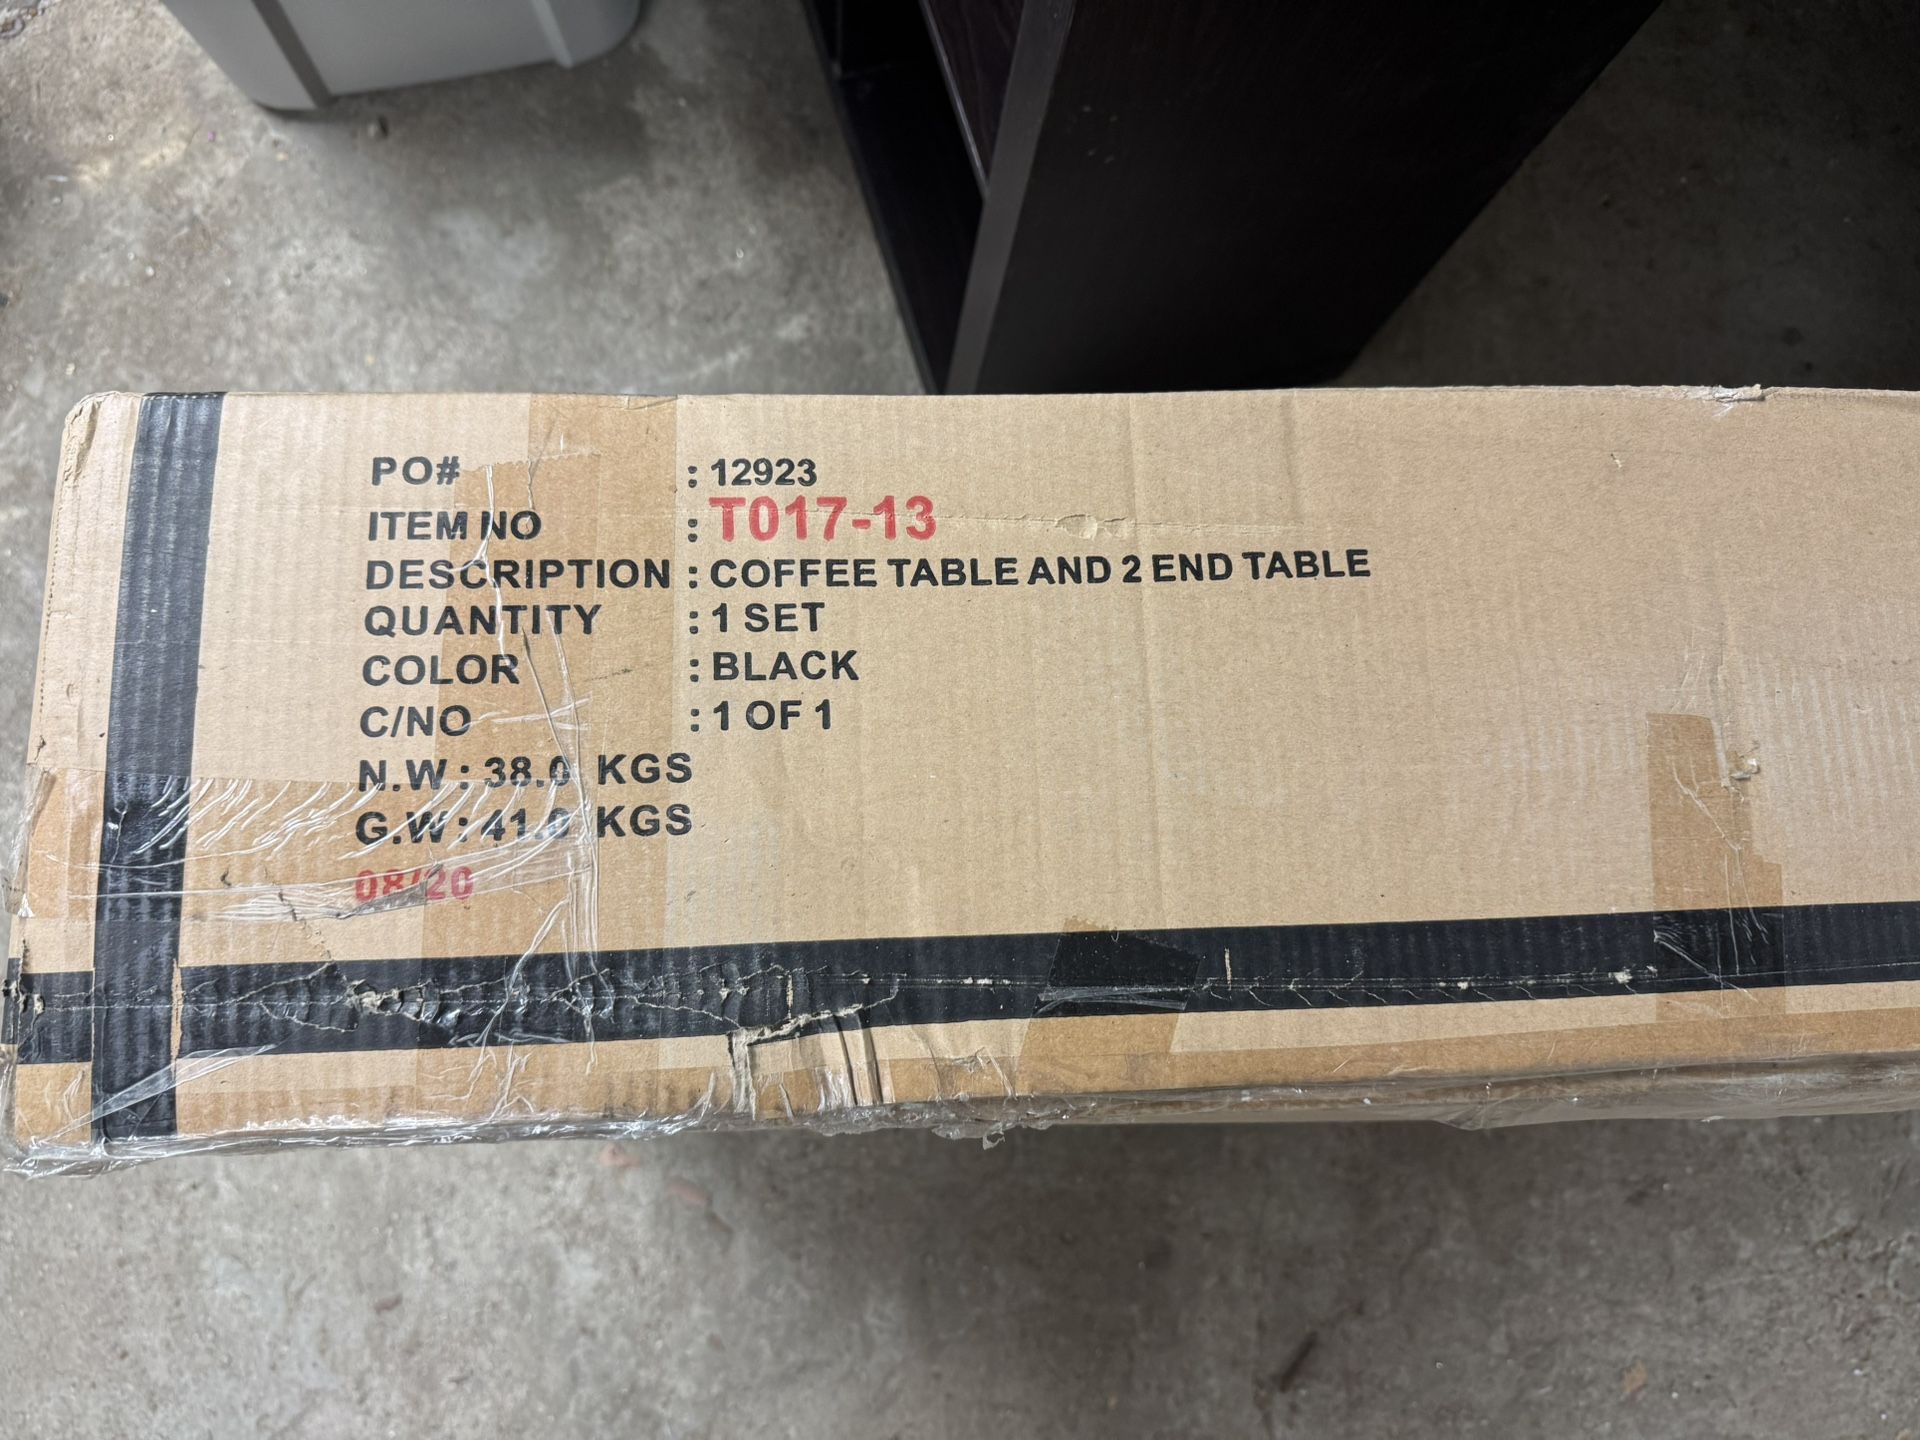 PO# : 12923
ITEM NO : T017-13
DESCRIPTION : COFFEE TABLE AND 2 END TABLE
QUANTITY : 1 SET
COLOR : BLACK
C/NO : 1 OF 1
N.W : 38.0 KGS
G.W : 41.0 KGS
08/20